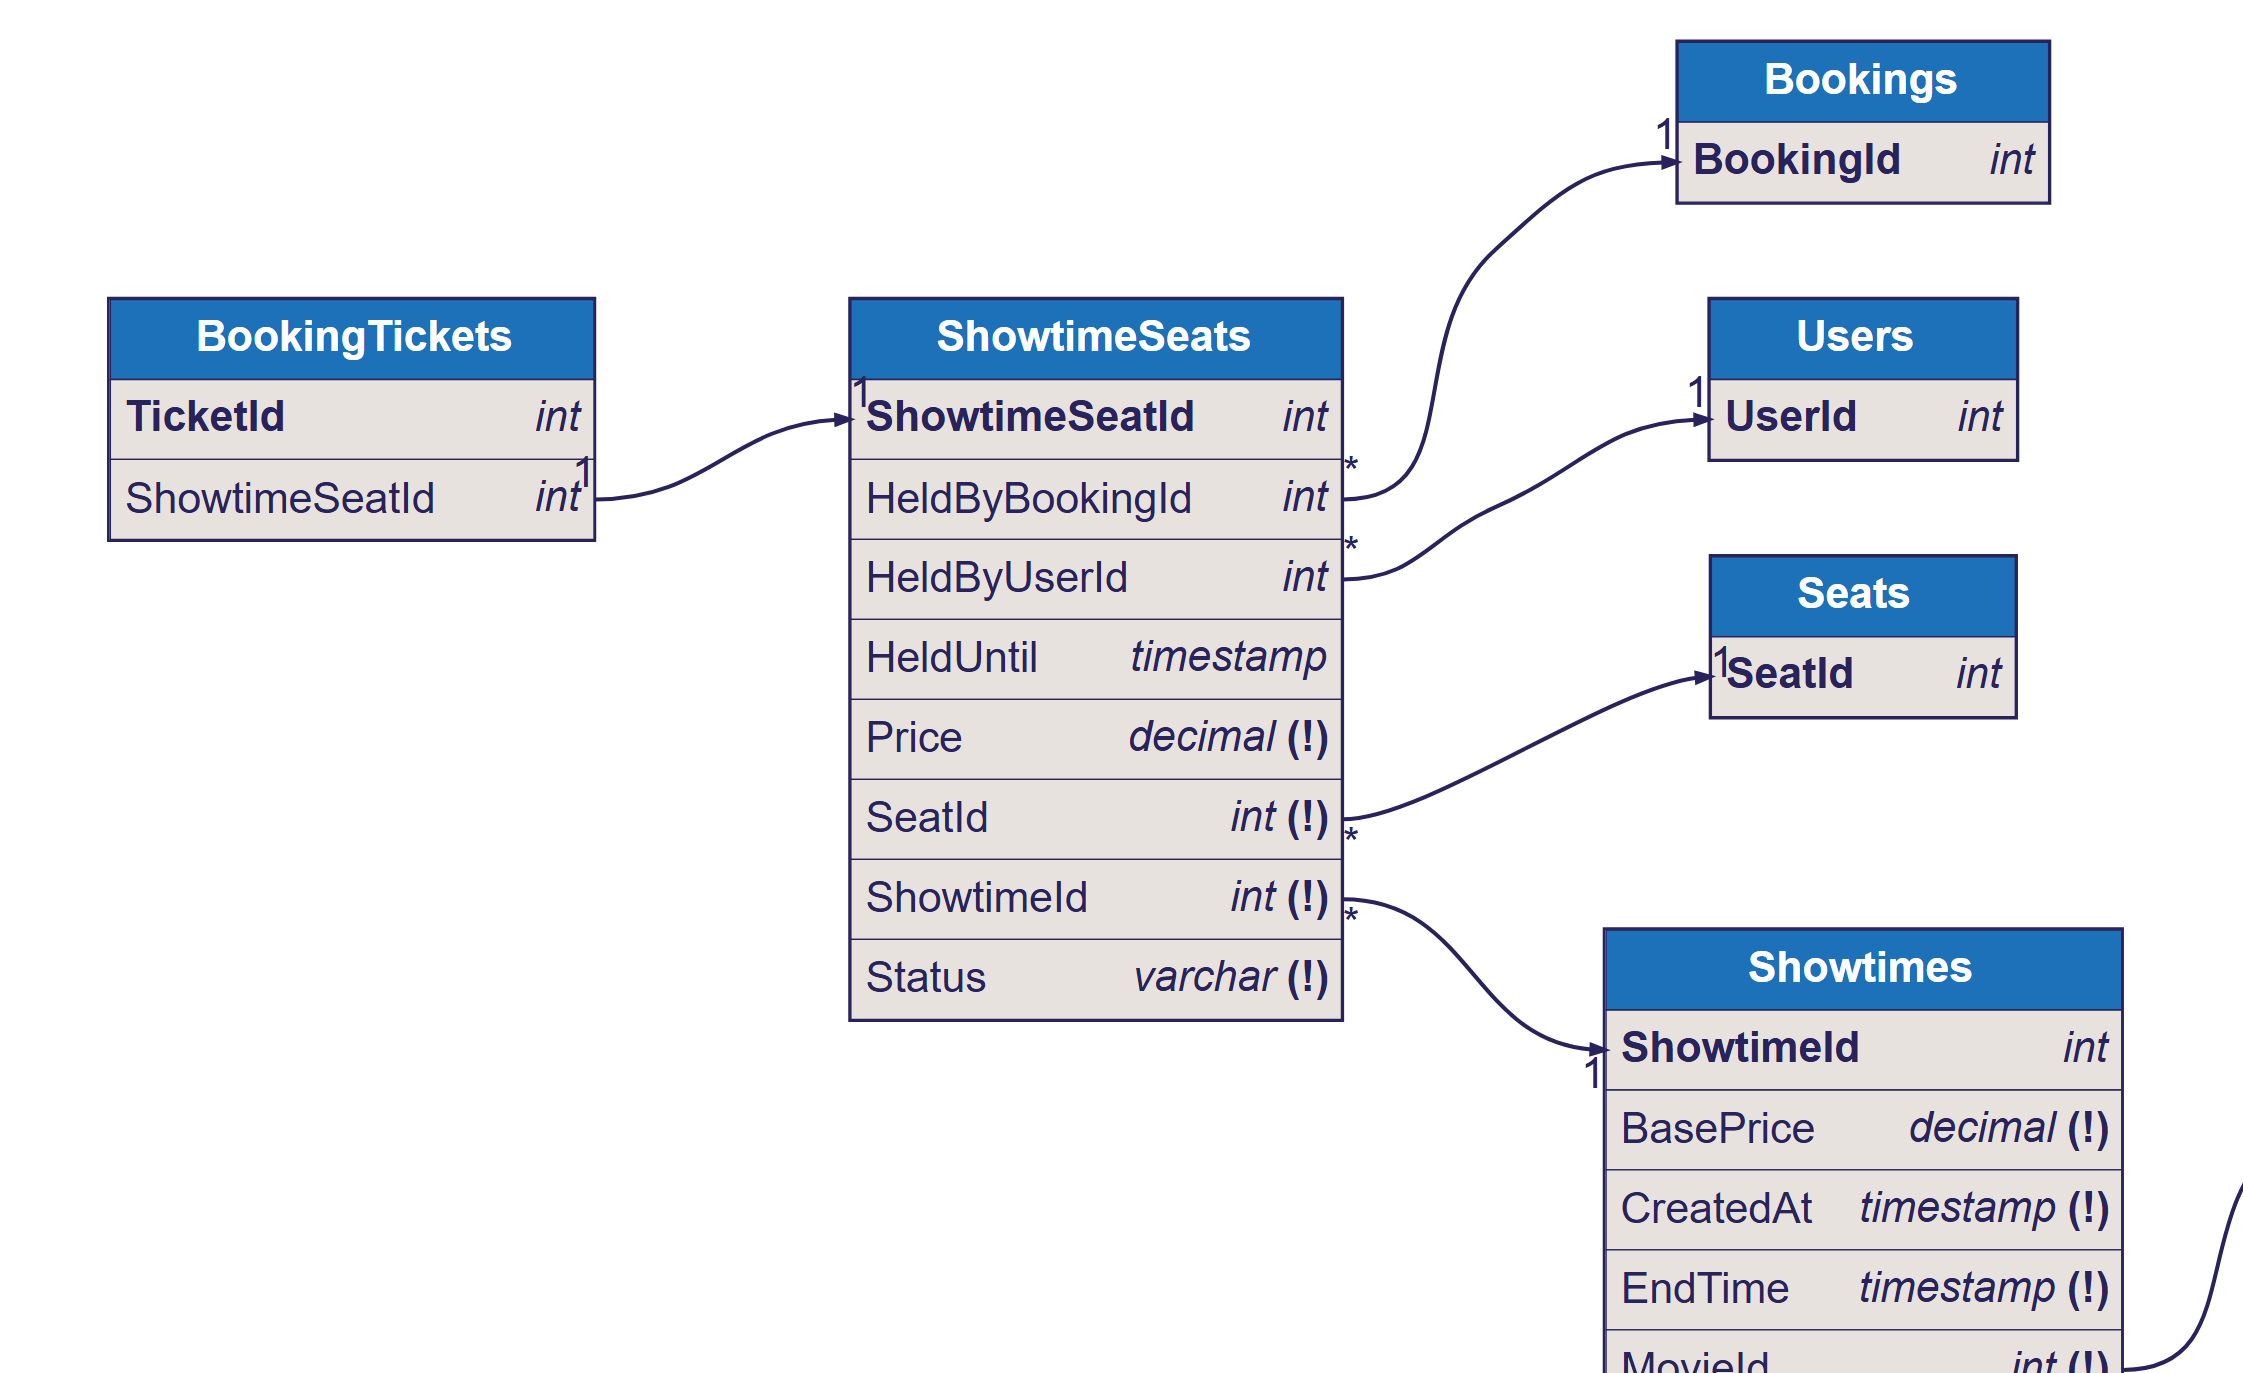 Bookings
1
BookingId int
BookingTickets
TicketId int
ShowtimeSeatId int 1
ShowtimeSeats
1 ShowtimeSeatId int
HeldByBookingId int *
HeldByUserId int *
HeldUntil timestamp
Price decimal (!)
SeatId int (!) *
ShowtimeId int (!) *
Status varchar (!)
Users
1
UserId int
Seats
1 SeatId int
Showtimes
ShowtimeId int
1
BasePrice decimal (!)
CreatedAt timestamp (!)
EndTime timestamp (!)
MovieId int (!)